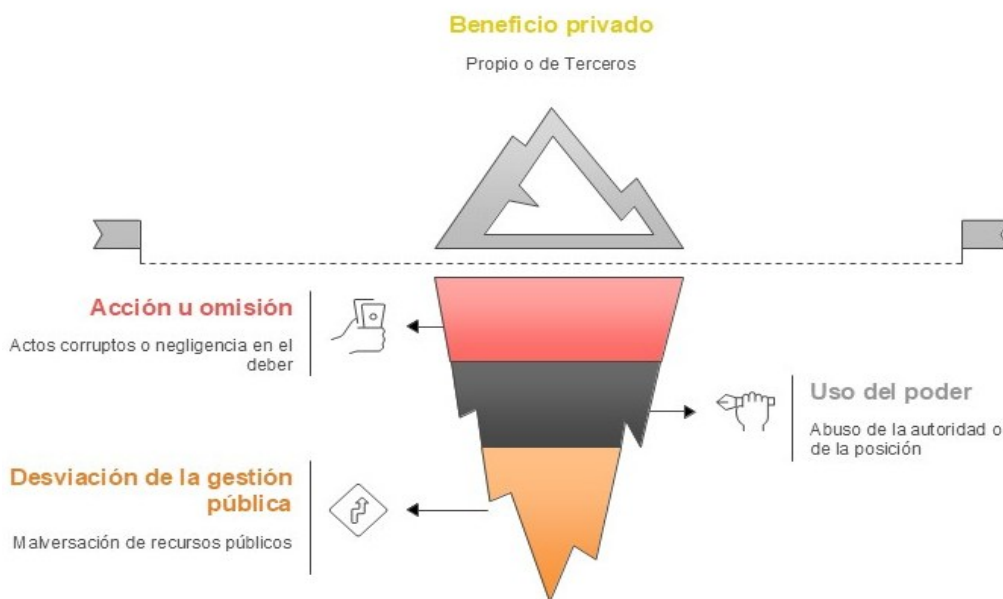 Beneficio privado
Propio o de Terceros
Acción u omisión
Actos corruptos o negligencia en el
deber
Uso del poder
Abuso de la autoridad o
de la posición
Desviación de la gestión
pública
Malversación de recursos públicos